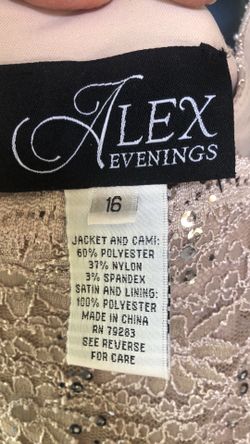 ALEX
EVENINGS
16
JACKET AND CAMI:
60% POLYESTER
37% NYLON
3% SPANDEX
SATIN AND LINING:
100% POLYESTER
MADE IN CHINA
RN 79283
SEE REVERSE
FOR CARE